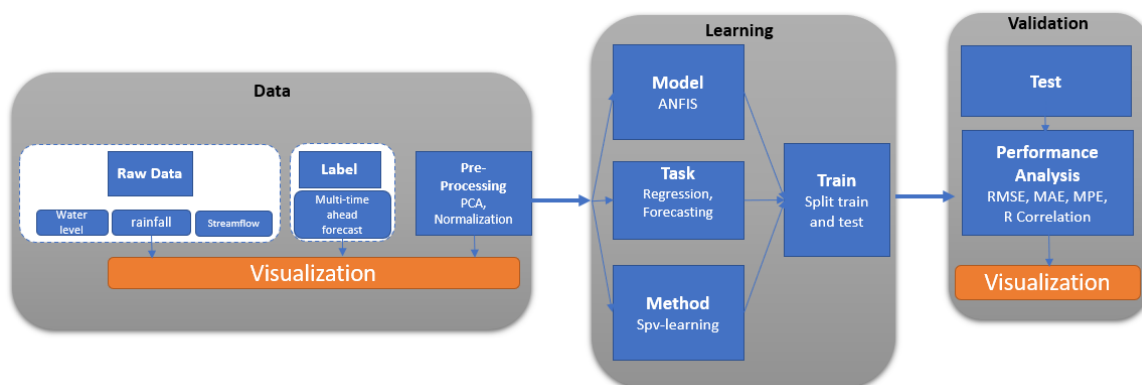 Data
Raw Data
Water
level
rainfall
Streamflow
Label
Multi-time
ahead
forecast
Pre-
Processing
PCA,
Normalization
Visualization
Learning
Model
ANFIS
Task
Regression,
Forecasting
Method
Spv-learning
Train
Split train
and test
Validation
Test
Performance
Analysis
RMSE, MAE, MPE,
R Correlation
Visualization